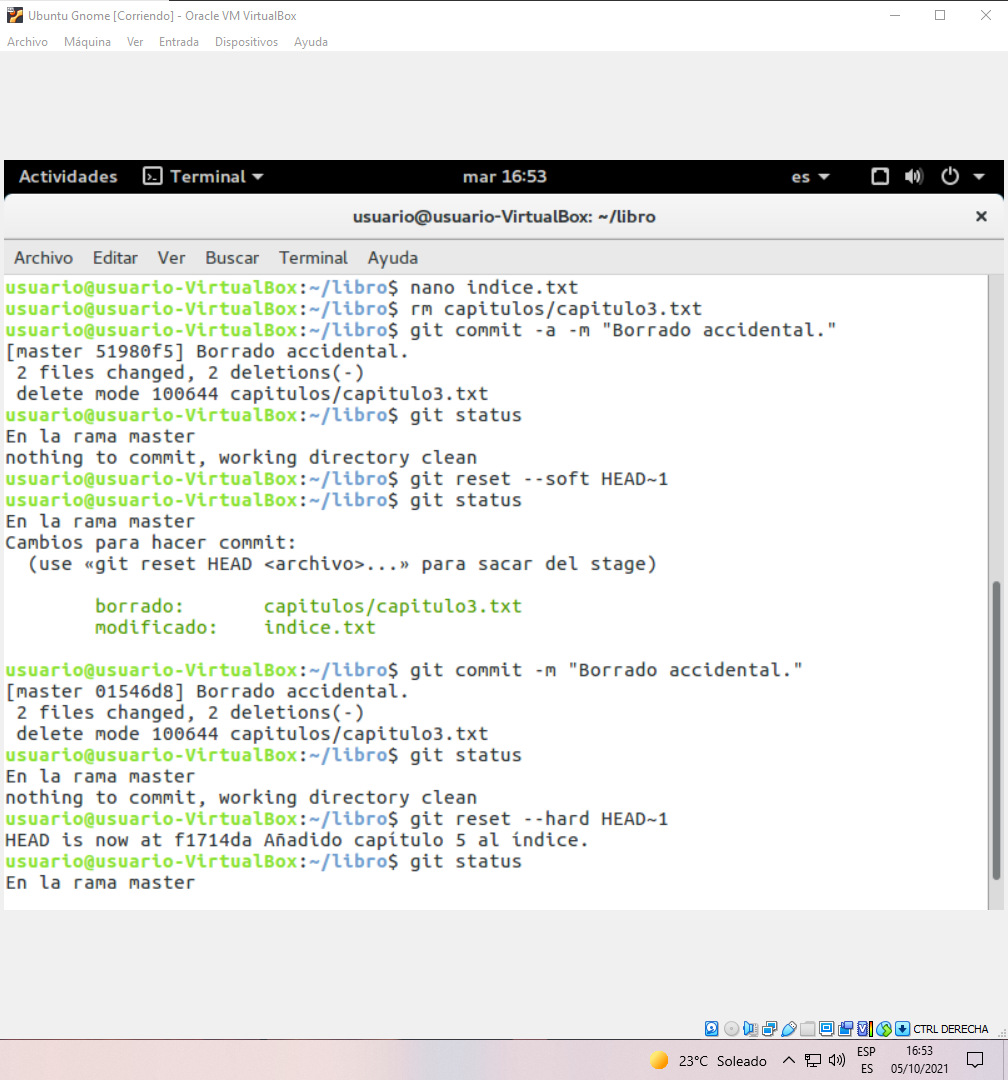 Ubuntu Gnome [Corriendo] - Oracle VM VirtualBox
Archivo Máquina Ver Entrada Dispositivos Ayuda
Actividades Terminal mar 16:53 es
usuario@usuario-VirtualBox: ~/libro
Archivo Editar Ver Buscar Terminal Ayuda
usuario@usuario-VirtualBox:~/libro$ nano indice.txt
usuario@usuario-VirtualBox:~/libro$ rm capitulos/capitulo3.txt
usuario@usuario-VirtualBox:~/libro$ git commit -a -m "Borrado accidental."
[master 51980f5] Borrado accidental.
 2 files changed, 2 deletions(-)
 delete mode 100644 capitulos/capitulo3.txt
usuario@usuario-VirtualBox:~/libro$ git status
En la rama master
nothing to commit, working directory clean
usuario@usuario-VirtualBox:~/libro$ git reset --soft HEAD~1
usuario@usuario-VirtualBox:~/libro$ git status
En la rama master
Cambios para hacer commit:
  (use «git reset HEAD <archivo>...» para sacar del stage)
        borrado:       capitulos/capitulo3.txt
        modificado:    indice.txt
usuario@usuario-VirtualBox:~/libro$ git commit -m "Borrado accidental."
[master 01546d8] Borrado accidental.
 2 files changed, 2 deletions(-)
 delete mode 100644 capitulos/capitulo3.txt
usuario@usuario-VirtualBox:~/libro$ git status
En la rama master
nothing to commit, working directory clean
usuario@usuario-VirtualBox:~/libro$ git reset --hard HEAD~1
HEAD is now at f1714da Añadido capítulo 5 al índice.
usuario@usuario-VirtualBox:~/libro$ git status
En la rama master
CTRL DERECHA
23°C Soleado ESP 16:53
ES 05/10/2021